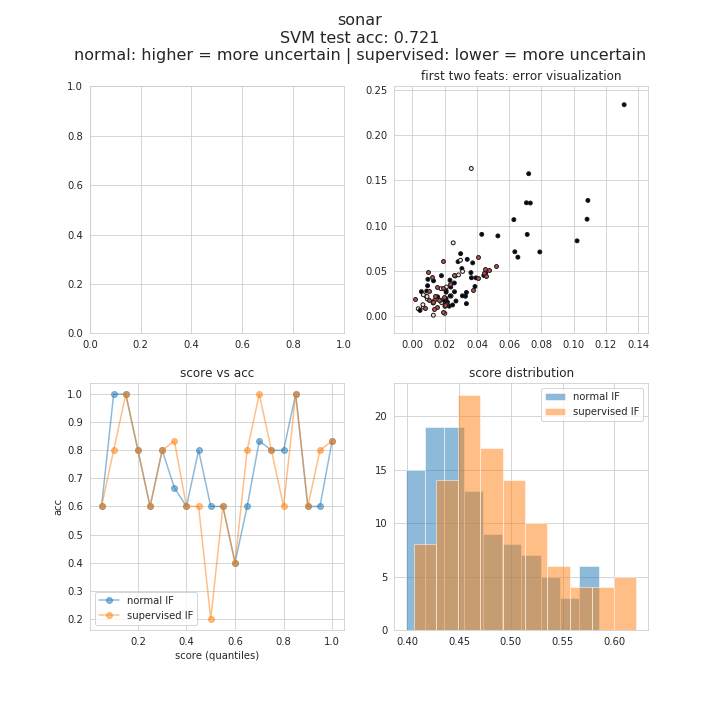 sonar
SVM test acc: 0.721
normal: higher = more uncertain | supervised: lower = more uncertain
first two feats: error visualization
1.0
0.8
0.6
0.4
0.2
0.0
0.0 0.2 0.4 0.6 0.8 1.0
0.25
0.20
0.15
0.10
0.05
0.00
0.00 0.02 0.04 0.06 0.08 0.10 0.12 0.14
score vs acc
1.0
0.9
0.8
0.7
0.6
0.5
0.4
0.3
0.2
acc
normal IF
supervised IF
0.2 0.4 0.6 0.8 1.0
score (quantiles)
score distribution
normal IF
supervised IF
20
15
10
5
0
0.40 0.45 0.50 0.55 0.60